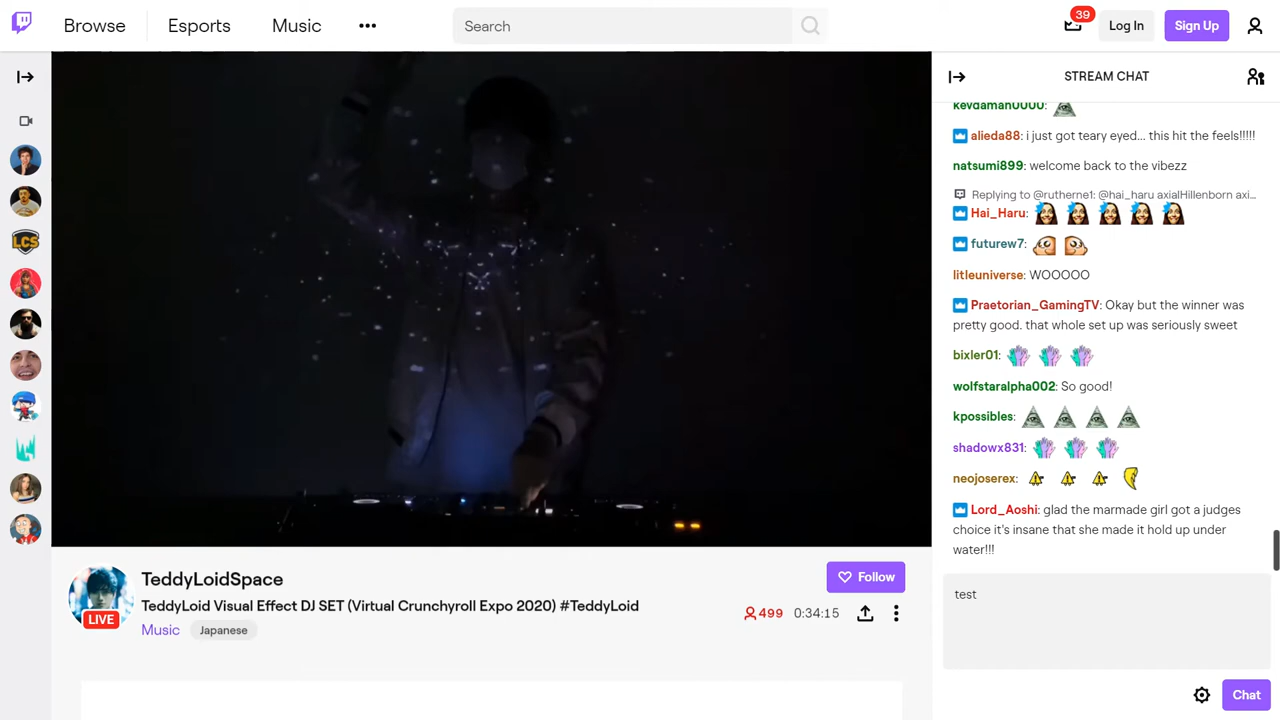 Browse
Esports
Music
Search
39
Log In
Sign Up
STREAM CHAT
kevdaman0000:
alieda88: i just got teary eyed... this hit the feels!!!!!
natsumi899: welcome back to the vibezz
Replying to @rutherne1: @hai_haru axialHillenborn axi...
Hai_Haru:
futurew7:
litleuniverse: WOOOOO
Praetorian_GamingTV: Okay but the winner was
pretty good. that whole set up was seriously sweet
bixler01:
wolfstaralpha002: So good!
kpossibles:
shadowx831:
neojoserex:
Lord_Aoshi: glad the marmade girl got a judges
choice it's insane that she made it hold up under
water!!!
test
Chat
LCS
LIVE
TeddyLoidSpace
Follow
TeddyLoid Visual Effect DJ SET (Virtual Crunchyroll Expo 2020) #TeddyLoid
499
0:34:15
Music
Japanese